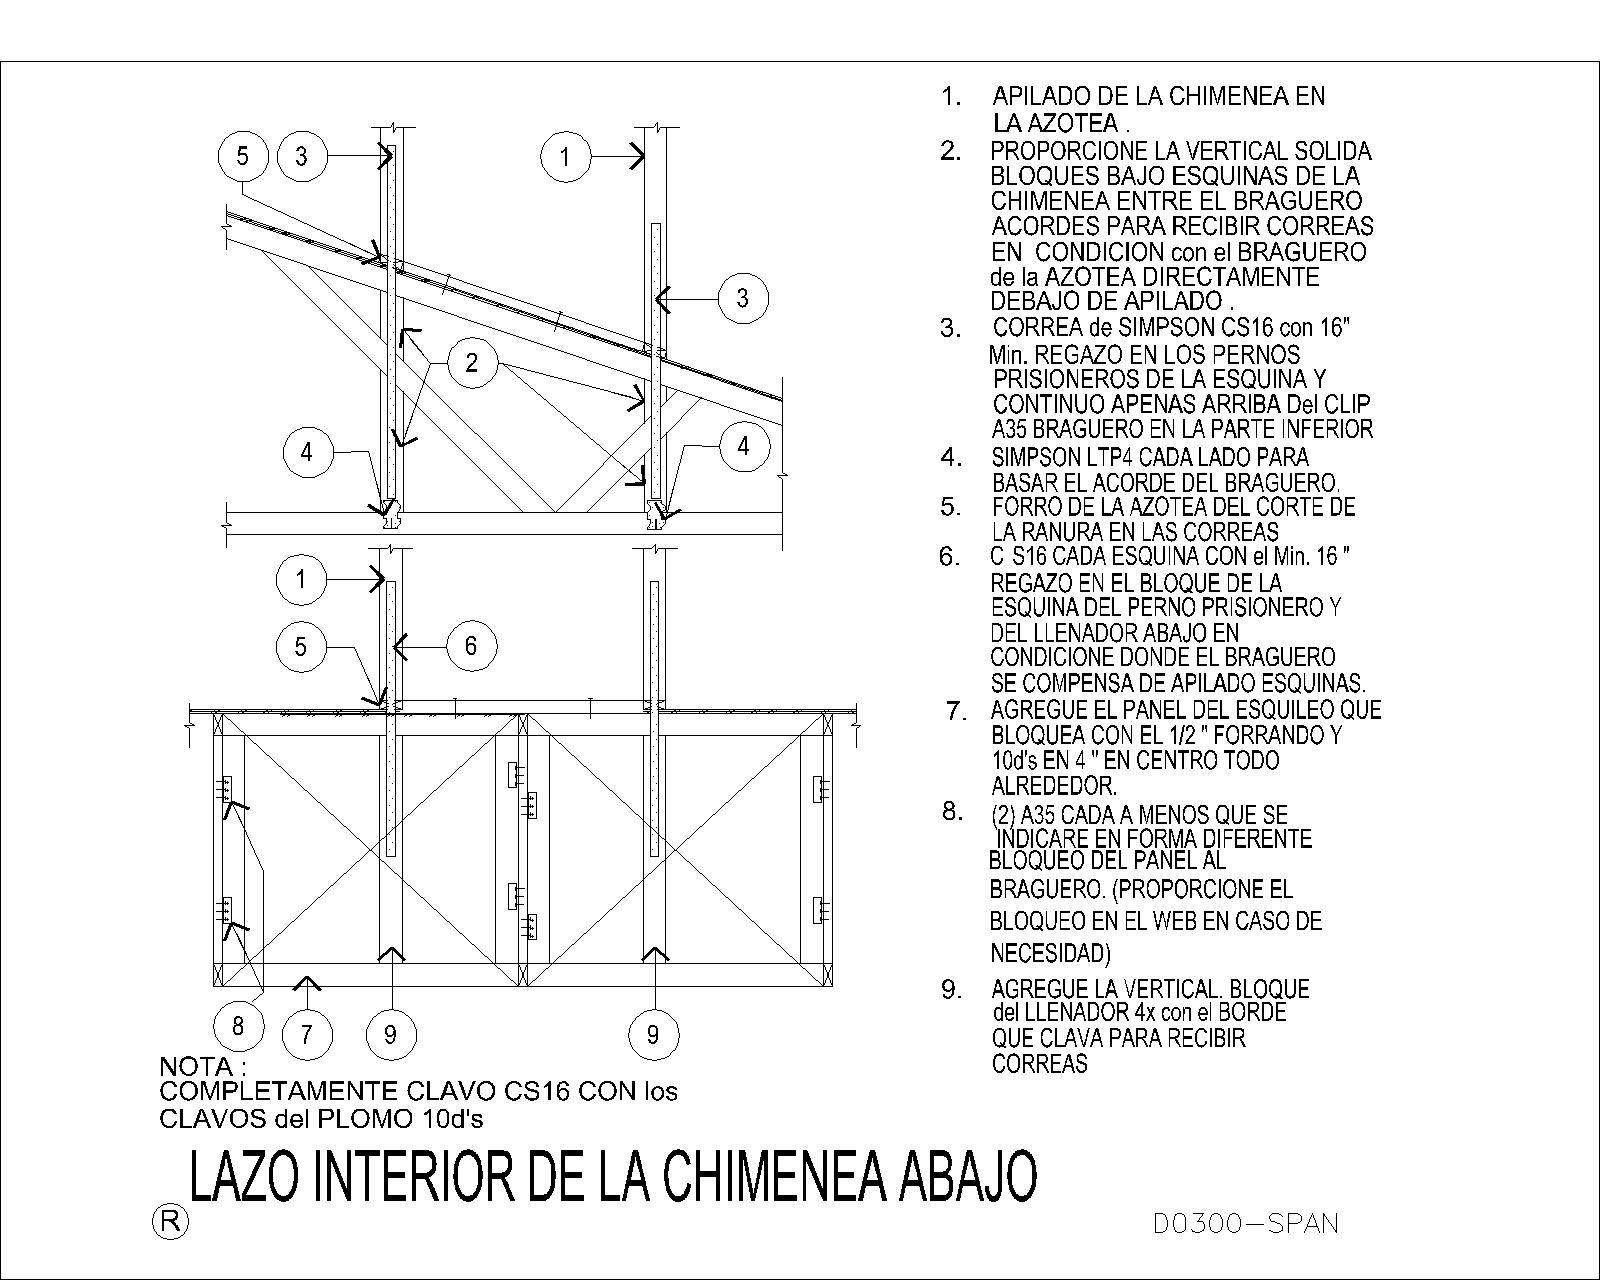 5 3 1
3
2
4 4
1
5 6
8 7 9 9
NOTA :
COMPLETAMENTE CLAVO CS16 CON los
CLAVOS del PLOMO 10d's
LAZO INTERIOR DE LA CHIMENEA ABAJO
R
1. APILADO DE LA CHIMENEA EN
LA AZOTEA .
2. PROPORCIONE LA VERTICAL SOLIDA
BLOQUES BAJO ESQUINAS DE LA
CHIMENEA ENTRE EL BRAGUERO
ACORDES PARA RECIBIR CORREAS
EN CONDICION con el BRAGUERO
de la AZOTEA DIRECTAMENTE
DEBAJO DE APILADO .
3. CORREA de SIMPSON CS16 con 16"
Min. REGAZO EN LOS PERNOS
PRISIONEROS DE LA ESQUINA Y
CONTINUO APENAS ARRIBA Del CLIP
A35 BRAGUERO EN LA PARTE INFERIOR
4. SIMPSON LTP4 CADA LADO PARA
BASAR EL ACORDE DEL BRAGUERO.
5. FORRO DE LA AZOTEA DEL CORTE DE
LA RANURA EN LAS CORREAS
6. C S16 CADA ESQUINA CON el Min. 16 "
REGAZO EN EL BLOQUE DE LA
ESQUINA DEL PERNO PRISIONERO Y
DEL LLENADOR ABAJO EN
CONDICIONE DONDE EL BRAGUERO
SE COMPENSA DE APILADO ESQUINAS.
7. AGREGUE EL PANEL DEL ESQUILEO QUE
BLOQUEA CON EL 1/2 " FORRANDO Y
10d's EN 4 " EN CENTRO TODO
ALREDEDOR.
8. (2) A35 CADA A MENOS QUE SE
INDICARE EN FORMA DIFERENTE
BLOQUEO DEL PANEL AL
BRAGUERO. (PROPORCIONE EL
BLOQUEO EN EL WEB EN CASO DE
NECESIDAD)
9. AGREGUE LA VERTICAL. BLOQUE
del LLENADOR 4x con el BORDE
QUE CLAVA PARA RECIBIR
CORREAS
D0300-SPAN